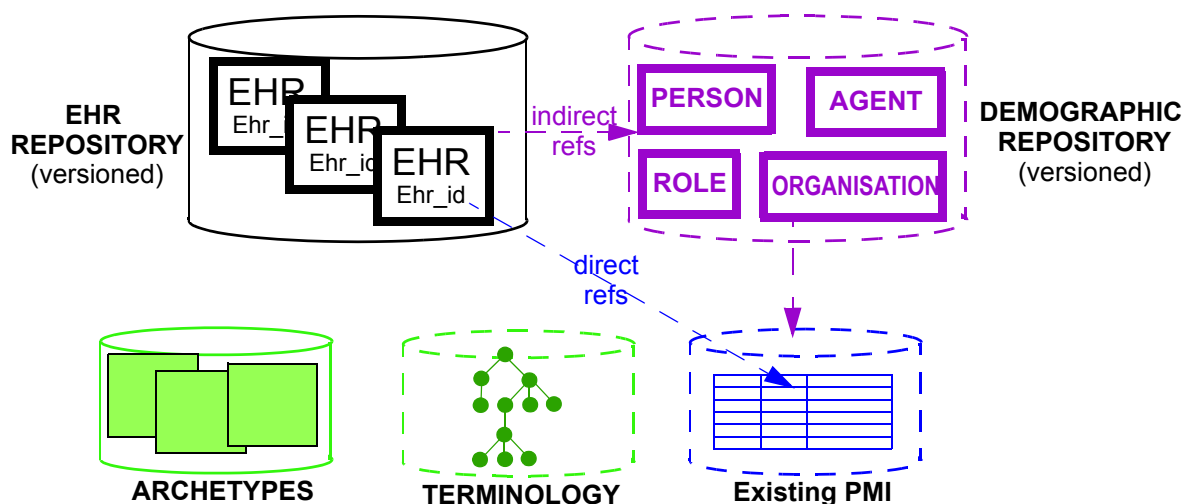 EHR
REPOSITORY
(versioned)
EHR
Ehr_i
EHR
Ehr_id
EHR
Ehr_id
indirect
refs
PERSON
AGENT
ROLE
ORGANISATION
DEMOGRAPHIC
REPOSITORY
(versioned)
direct
refs
ARCHETYPES
TERMINOLOGY
Existing PMI